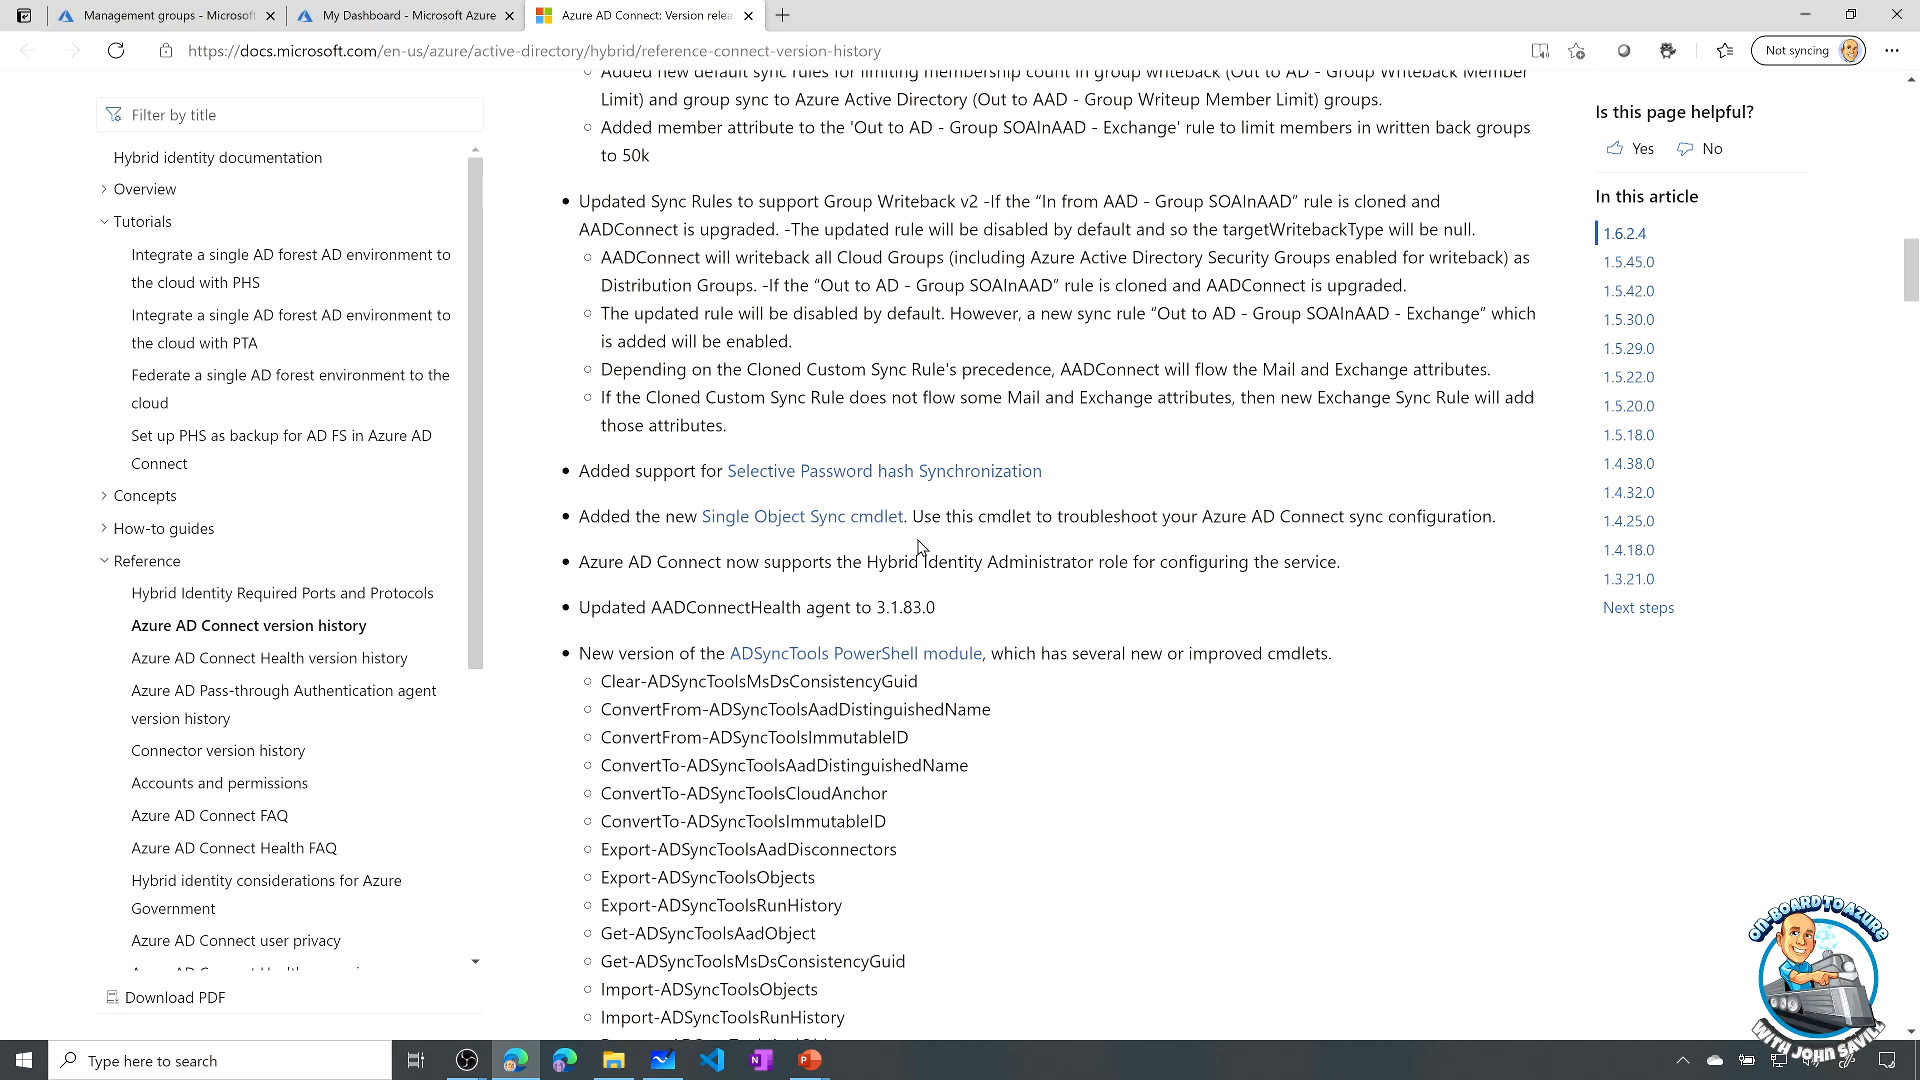 Management groups - Microsoft
My Dashboard - Microsoft Azure
Azure AD Connect: Version relea
https://docs.microsoft.com/en-us/azure/active-directory/hybrid/reference-connect-version-history
Not syncing
Filter by title
Hybrid identity documentation
Overview
Tutorials
Integrate a single AD forest AD environment to
the cloud with PHS
Integrate a single AD forest AD environment to
the cloud with PTA
Federate a single AD forest environment to the
cloud
Set up PHS as backup for AD FS in Azure AD
Connect
Concepts
How-to guides
Reference
Hybrid Identity Required Ports and Protocols
Azure AD Connect version history
Azure AD Connect Health version history
Azure AD Pass-through Authentication agent
version history
Connector version history
Accounts and permissions
Azure AD Connect FAQ
Azure AD Connect Health FAQ
Hybrid identity considerations for Azure
Government
Azure AD Connect user privacy
Download PDF
Added new default sync rules for limiting membership count in group writeback (Out to AD - Group Writeback Member
Limit) and group sync to Azure Active Directory (Out to AAD - Group Writeup Member Limit) groups.
Added member attribute to the 'Out to AD - Group SOAInAAD - Exchange' rule to limit members in written back groups
to 50k
Updated Sync Rules to support Group Writeback v2 -If the “In from AAD - Group SOAInAAD” rule is cloned and
AADConnect is upgraded. -The updated rule will be disabled by default and so the targetWritebackType will be null.
AADConnect will writeback all Cloud Groups (including Azure Active Directory Security Groups enabled for writeback) as
Distribution Groups. -If the “Out to AD - Group SOAInAAD” rule is cloned and AADConnect is upgraded.
The updated rule will be disabled by default. However, a new sync rule “Out to AD - Group SOAInAAD - Exchange” which
is added will be enabled.
Depending on the Cloned Custom Sync Rule's precedence, AADConnect will flow the Mail and Exchange attributes.
If the Cloned Custom Sync Rule does not flow some Mail and Exchange attributes, then new Exchange Sync Rule will add
those attributes.
Added support for Selective Password hash Synchronization
Added the new Single Object Sync cmdlet. Use this cmdlet to troubleshoot your Azure AD Connect sync configuration.
Azure AD Connect now supports the Hybrid Identity Administrator role for configuring the service.
Updated AADConnectHealth agent to 3.1.83.0
New version of the ADSyncTools PowerShell module, which has several new or improved cmdlets.
Clear-ADSyncToolsMsDsConsistencyGuid
ConvertFrom-ADSyncToolsAadDistinguishedName
ConvertFrom-ADSyncToolsImmutableID
ConvertTo-ADSyncToolsAadDistinguishedName
ConvertTo-ADSyncToolsCloudAnchor
ConvertTo-ADSyncToolsImmutableID
Export-ADSyncToolsAadDisconnectors
Export-ADSyncToolsObjects
Export-ADSyncToolsRunHistory
Get-ADSyncToolsAadObject
Get-ADSyncToolsMsDsConsistencyGuid
Import-ADSyncToolsObjects
Import-ADSyncToolsRunHistory
Is this page helpful?
Yes
No
In this article
1.6.2.4
1.5.45.0
1.5.42.0
1.5.30.0
1.5.29.0
1.5.22.0
1.5.20.0
1.5.18.0
1.4.38.0
1.4.32.0
1.4.25.0
1.4.18.0
1.3.21.0
Next steps
ON-BOARD TO AZURE
WITH JOHN SAVILL
Type here to search